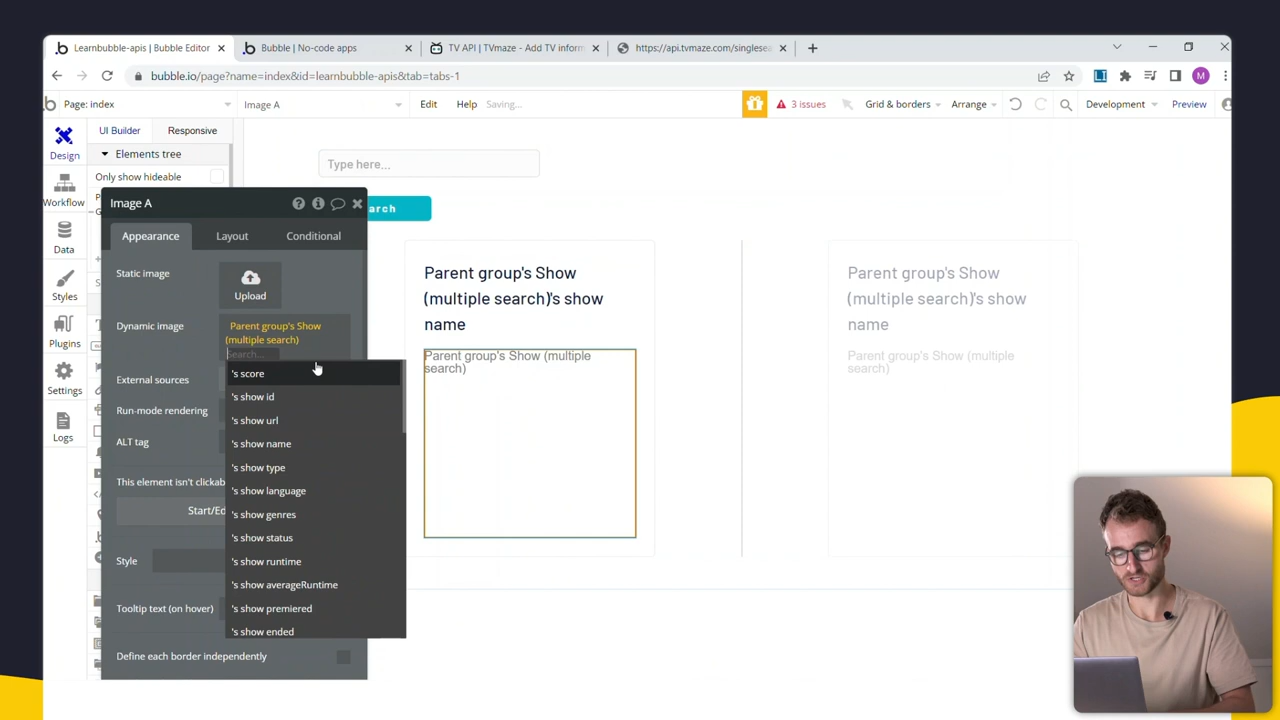 Learnbubble-apis | Bubble Editor
Bubble | No-code apps
TV API | TVmaze - Add TV inform
https://api.tvmaze.com/singlesea
bubble.io/page?name=index&id=learnbubble-apis&tab=tabs-1
M
b
Page: index
Image A
Edit
Help
Saving...
3 issues
Grid & borders
Arrange
Development
Preview
Design
Workflow
Data
Styles
Plugins
Settings
Logs
UI Builder
Responsive
Elements tree
Only show hideable
Image A
Appearance
Layout
Conditional
Static image
Upload
Dynamic image
Parent group's Show
(multiple search)
Search...
External sources
Run-mode rendering
ALT tag
This element isn't clickab
Start/Ed
Style
Tooltip text (on hover)
Define each border independently
's score
's show id
's show url
's show name
's show type
's show language
's show genres
's show status
's show runtime
's show averageRuntime
's show premiered
's show ended
Type here...
arch
Parent group's Show
(multiple search)'s show
name
Parent group's Show (multiple
search)
Parent group's Show
(multiple search)'s show
name
Parent group's Show (multiple
search)